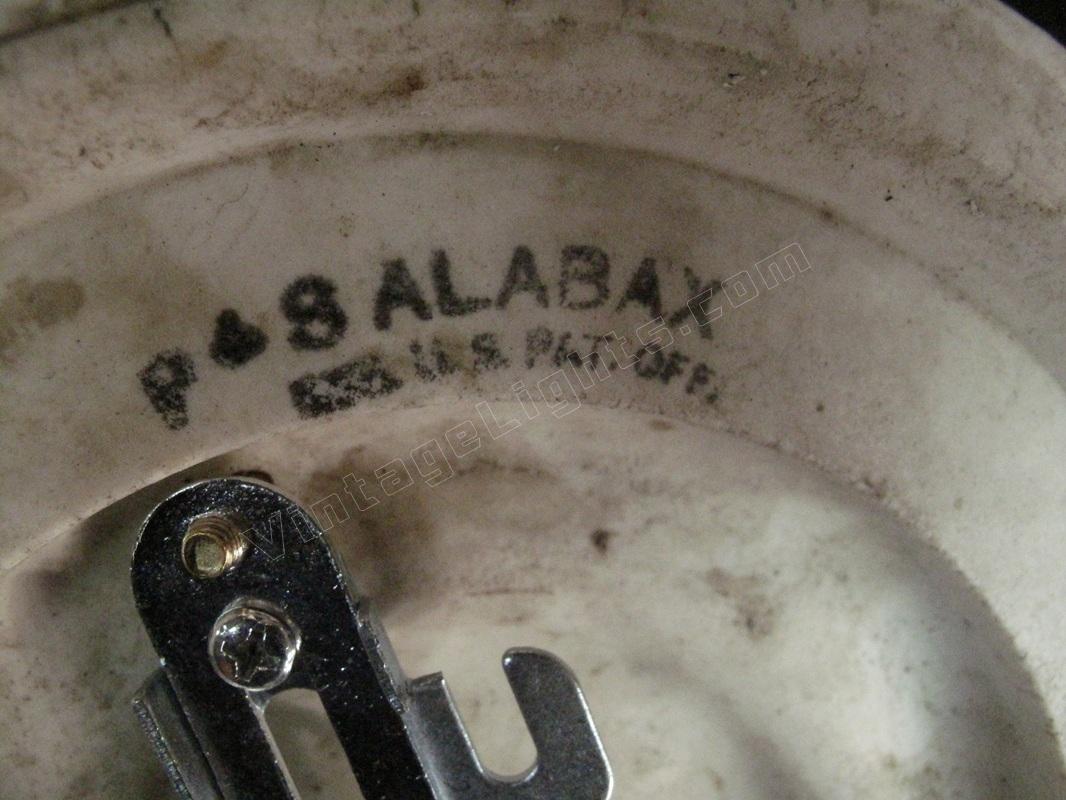 P & S ALABAX
U.S. PAT. OFF.
VintageLights.com